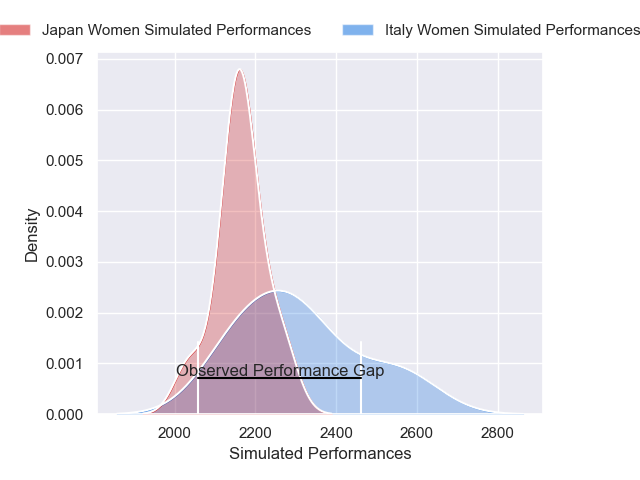 Japan Women Simulated Performances
Italy Women Simulated Performances
0.007
0.006
0.005
0.004
0.003
0.002
0.001
0.000
Density
Observed Performance Gap
2000
2200
2400
2600
2800
Simulated Performances